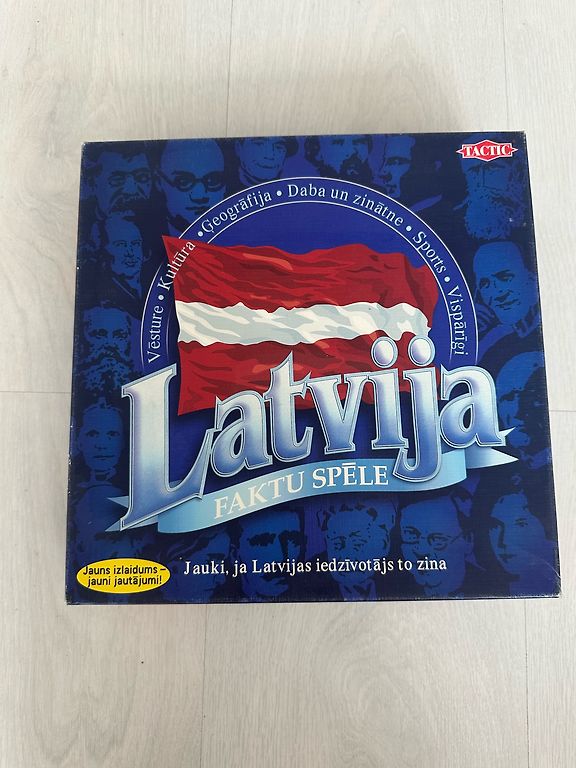 TACTIC
Vēsture • Kultūra • Ģeogrāfija • Daba un zinātne • Sports • Vispārīgi
Latvija
FAKTU SPĒLE
Jauns izlaidums –
jauni jautājumi!
Jauki, ja Latvijas iedzīvotājs to zina